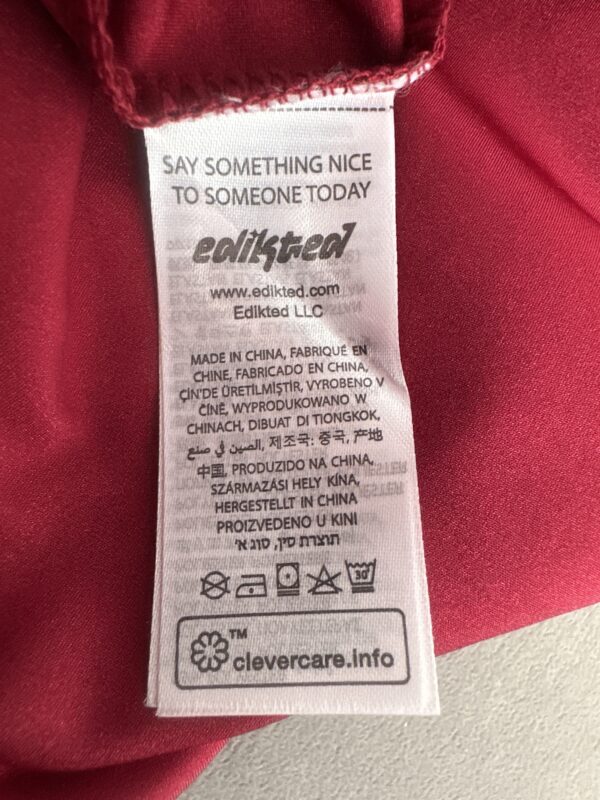 SAY SOMETHING NICE
TO SOMEONE TODAY
edikted
www.edikted.com
Edikted LLC
MADE IN CHINA, FABRIQUÉ EN
CHINE, FABRICADO EN CHINA,
ÇİN'DE ÜRETİLMİŞTİR, VYROBENO V
ČÍNĚ, WYPRODUKOWANO W
CHINACH, DIBUAT DI TIONGKOK,
الصين في صنع, 제조국: 중국, 产地
中国, PRODUZIDO NA CHINA,
SZÁRMAZÁSI HELY KÍNA,
HERGESTELLT IN CHINA
PROIZVEDENO U KINI
תוצרת סין, סוג א'
30°
TM
clevercare.info